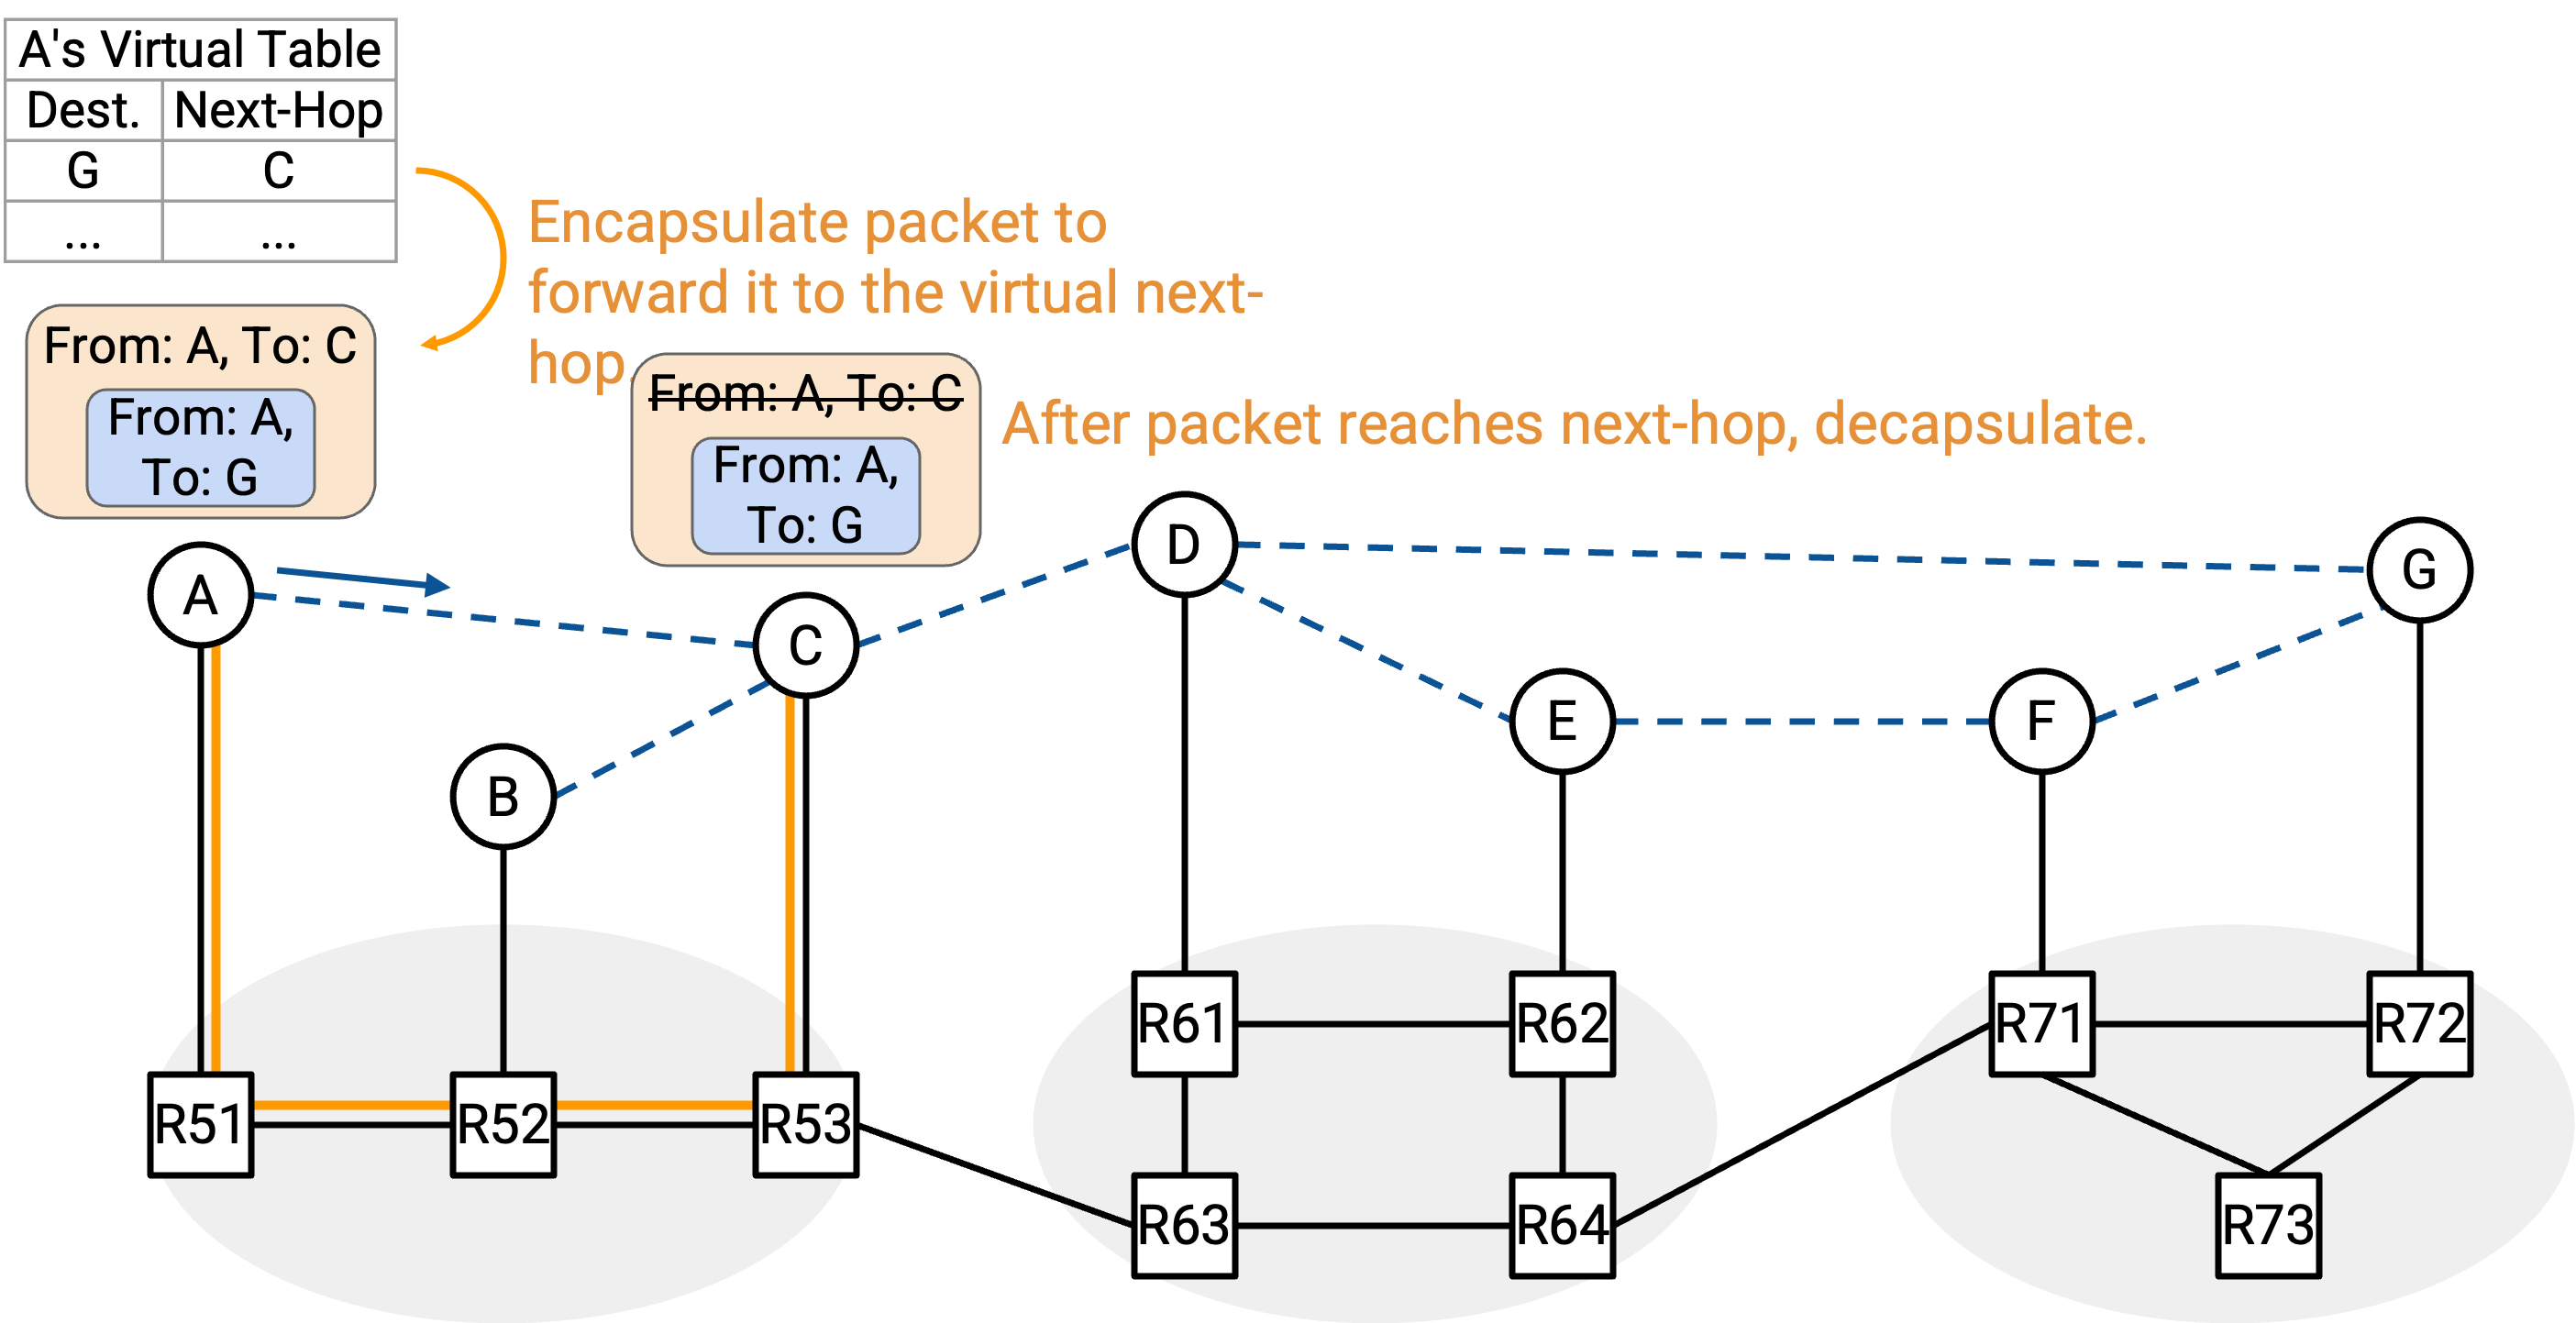 A's Virtual Table
Dest. Next-Hop
G C
... ...
Encapsulate packet to
forward it to the virtual next-
hop.
From: A, To: C
From: A,
To: G
From: A, To: C
From: A,
To: G
After packet reaches next-hop, decapsulate.
A
C
B
D
E
F
G
R51
R52
R53
R61
R62
R63
R64
R71
R72
R73